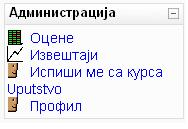 Администрација
Оцене
Извештаји
Испиши ме са курса
Uputstvo
Профил